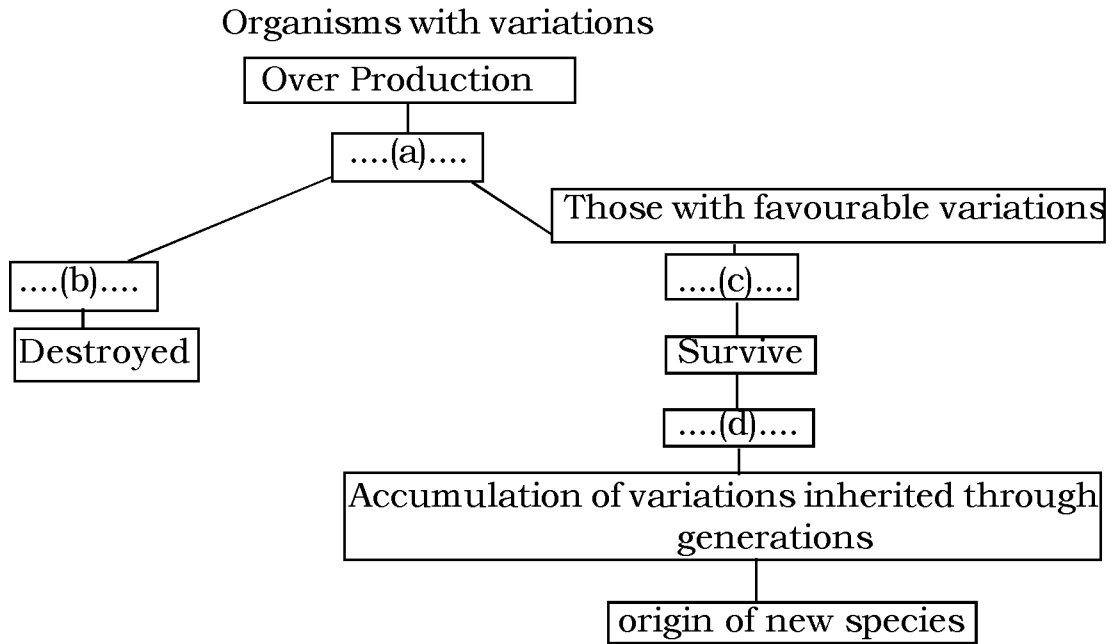 Organisms with variations
Over Production
....(a)....
Those with favourable variations
....(b)....
....(c)....
Destroyed
Survive
....(d)....
Accumulation of variations inherited through
generations
origin of new species